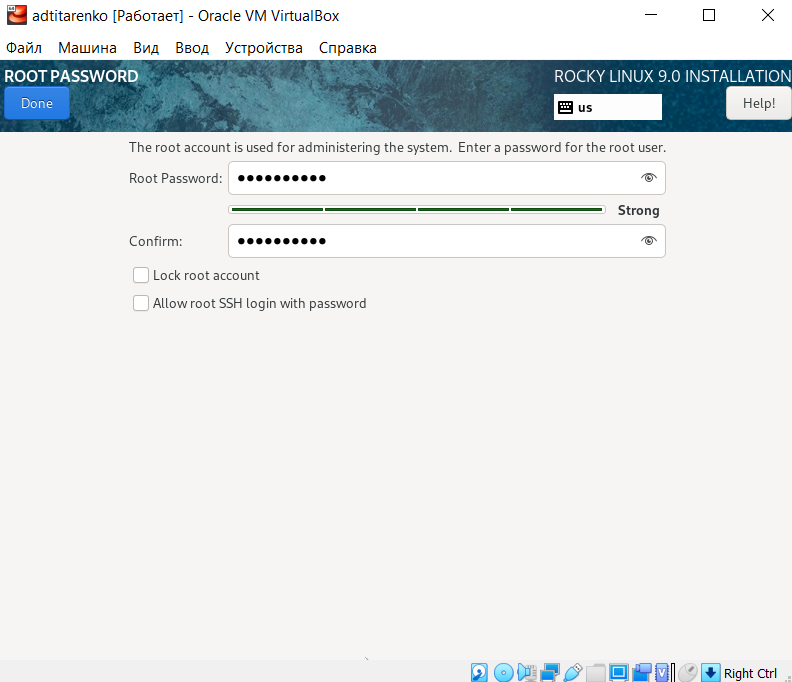 adtitarenko [Работает] - Oracle VM VirtualBox
Файл Машина Вид Ввод Устройства Справка
ROOT PASSWORD
ROCKY LINUX 9.0 INSTALLATION
Done
us
Help!
The root account is used for administering the system. Enter a password for the root user.
Root Password: ●●●●●●●●●●
Strong
Confirm: ●●●●●●●●●●
Lock root account
Allow root SSH login with password
Right Ctrl